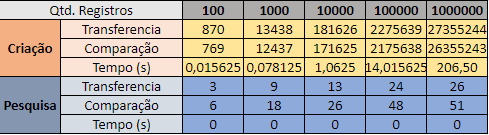 Qtd. Registros 100 1000 10000 100000 1000000
Criação Transferencia 870 13438 181626 2275639 27355244
Comparação 769 12437 171625 2175638 26355243
Tempo (s) 0,015625 0,078125 1,0625 14,015625 206,50
Pesquisa Transferencia 3 9 13 24 26
Comparação 6 18 26 48 51
Tempo (s) 0 0 0 0 0